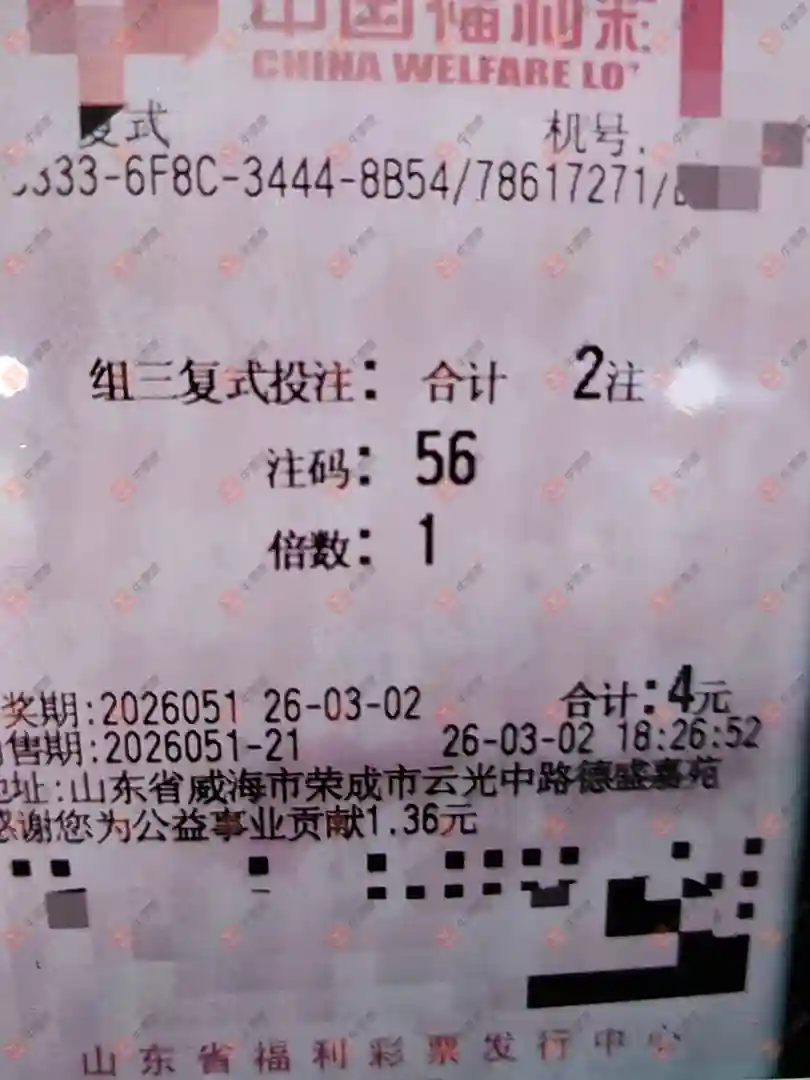 中国福利彩
CHINA WELFARE LO
复式 机号.
333-6F8C-3444-8B54/78617271/
组三复式投注: 合计 2注
注码: 56
倍数: 1
奖期:2026051 26-03-02 合计:4元
售期:2026051-21 26-03-02 18:26:52
地址:山东省威海市荣成市云光中路德盛嘉苑
感谢您为公益事业贡献1.36元
山东省福利彩票发行中心